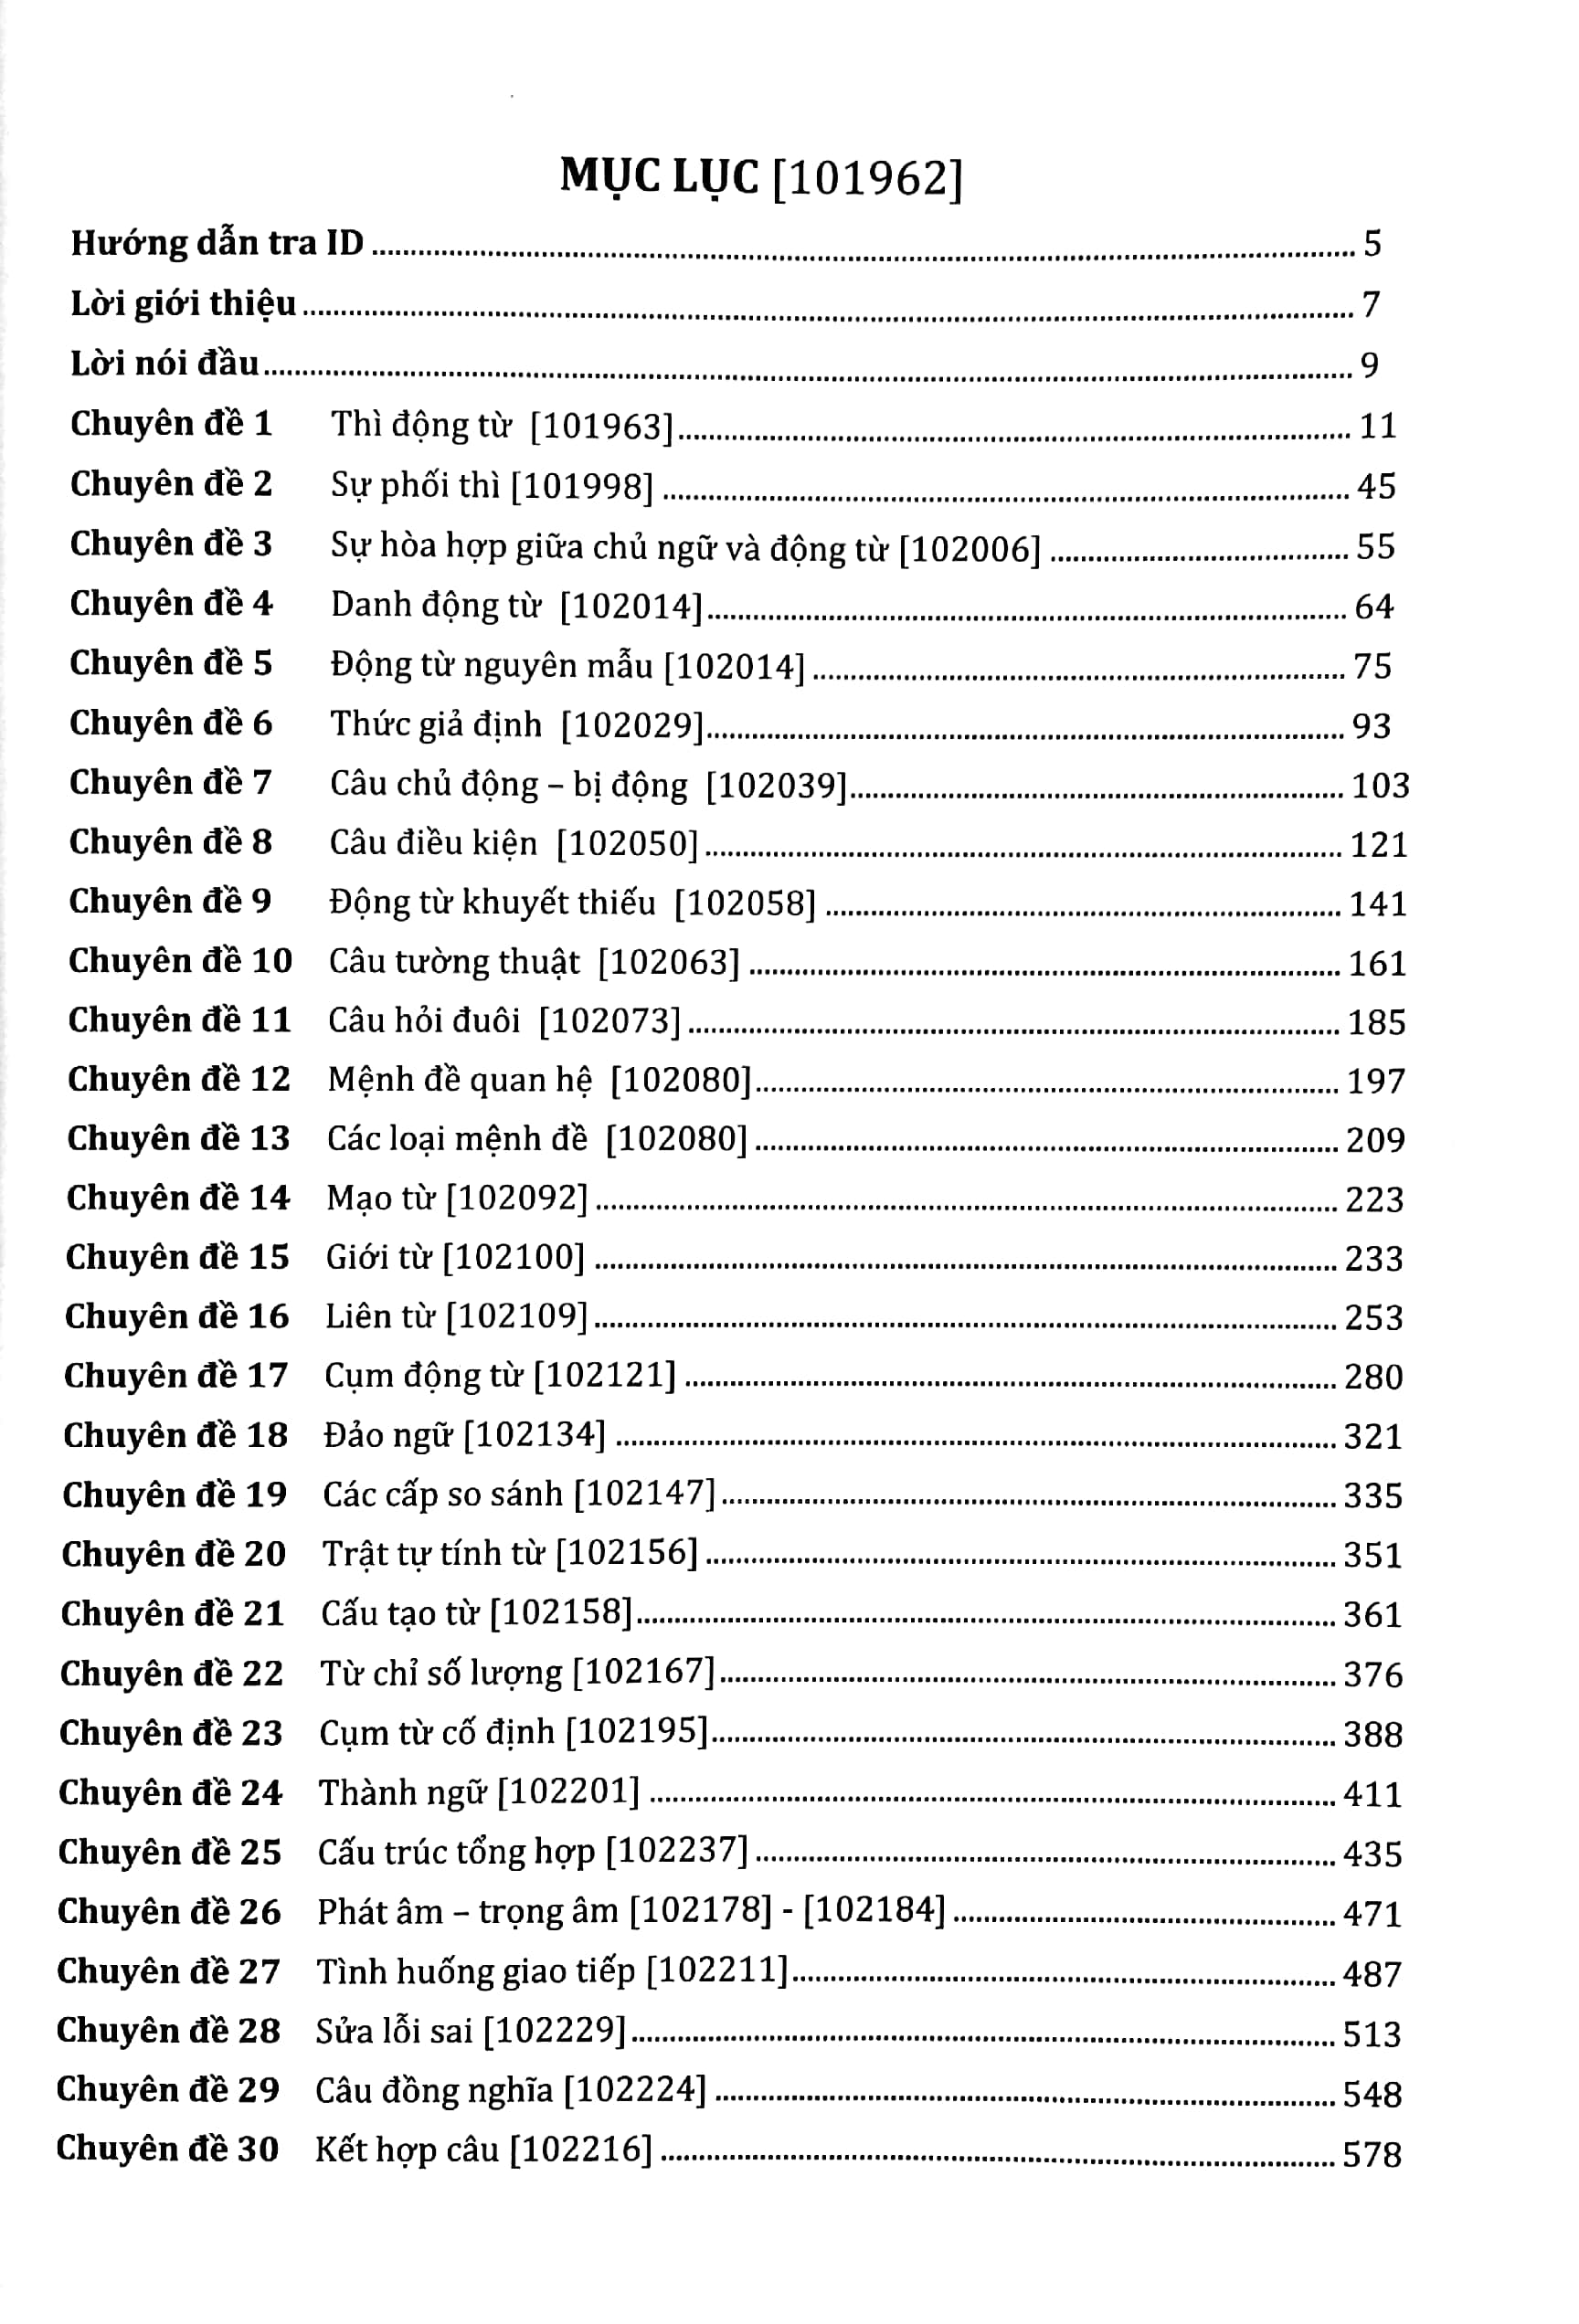 MỤC LỤC [101962]
Hướng dẫn tra ID 5
Lời giới thiệu 7
Lời nói đầu 9
Chuyên đề 1 Thì động từ [101963] 11
Chuyên đề 2 Sự phối thì [101998] 45
Chuyên đề 3 Sự hòa hợp giữa chủ ngữ và động từ [102006] 55
Chuyên đề 4 Danh động từ [102014] 64
Chuyên đề 5 Động từ nguyên mẫu [102014] 75
Chuyên đề 6 Thức giả định [102029] 93
Chuyên đề 7 Câu chủ động – bị động [102039] 103
Chuyên đề 8 Câu điều kiện [102050] 121
Chuyên đề 9 Động từ khuyết thiếu [102058] 141
Chuyên đề 10 Câu tường thuật [102063] 161
Chuyên đề 11 Câu hỏi đuôi [102073] 185
Chuyên đề 12 Mệnh đề quan hệ [102080] 197
Chuyên đề 13 Các loại mệnh đề [102080] 209
Chuyên đề 14 Mạo từ [102092] 223
Chuyên đề 15 Giới từ [102100] 233
Chuyên đề 16 Liên từ [102109] 253
Chuyên đề 17 Cụm động từ [102121] 280
Chuyên đề 18 Đảo ngữ [102134] 321
Chuyên đề 19 Các cấp so sánh [102147] 335
Chuyên đề 20 Trật tự tính từ [102156] 351
Chuyên đề 21 Cấu tạo từ [102158] 361
Chuyên đề 22 Từ chỉ số lượng [102167] 376
Chuyên đề 23 Cụm từ cố định [102195] 388
Chuyên đề 24 Thành ngữ [102201] 411
Chuyên đề 25 Cấu trúc tổng hợp [102237] 435
Chuyên đề 26 Phát âm – trọng âm [102178] - [102184] 471
Chuyên đề 27 Tình huống giao tiếp [102211] 487
Chuyên đề 28 Sửa lỗi sai [102229] 513
Chuyên đề 29 Câu đồng nghĩa [102224] 548
Chuyên đề 30 Kết hợp câu [102216] 578